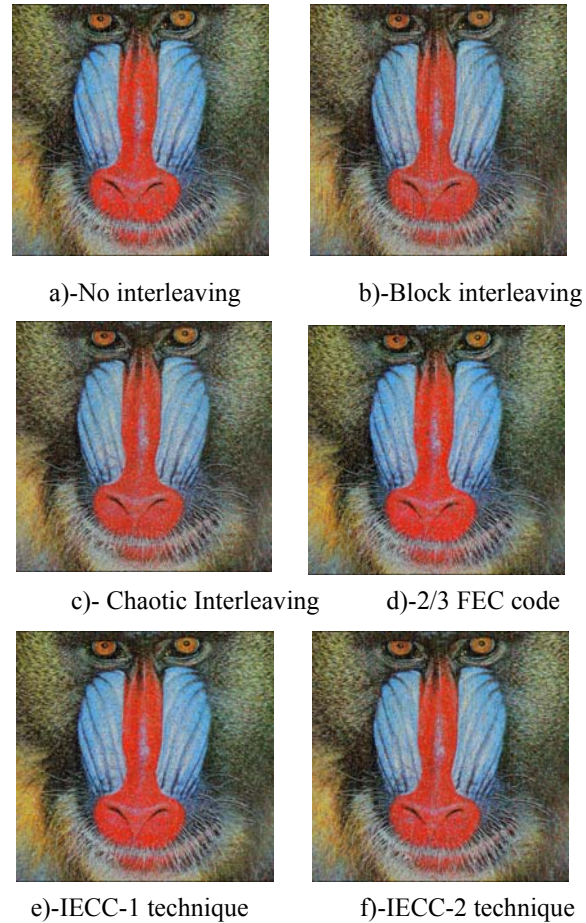 a)-No interleaving
b)-Block interleaving
c)- Chaotic Interleaving
d)-2/3 FEC code
e)-IECC-1 technique
f)-IECC-2 technique